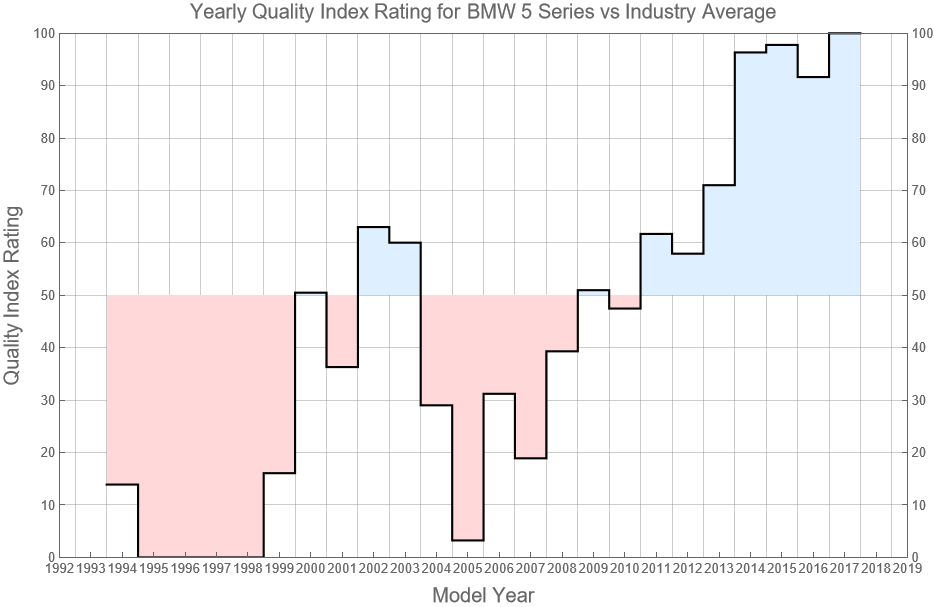 Yearly Quality Index Rating for BMW 5 Series vs Industry Average
100 100
90 90
80 80
70 70
60 60
50 50
40 40
30 30
20 20
10 10
0 0
Quality Index Rating
1992 1993 1994 1995 1996 1997 1998 1999 2000 2001 2002 2003 2004 2005 2006 2007 2008 2009 2010 2011 2012 2013 2014 2015 2016 2017 2018 2019
Model Year